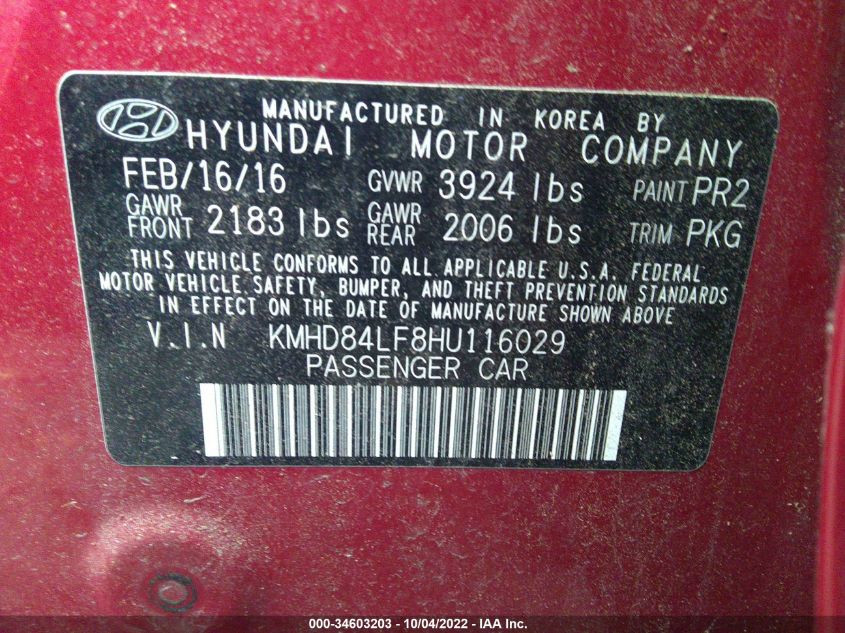 MANUFACTURED IN KOREA BY
HYUNDAI MOTOR COMPANY
FEB/16/16 GVWR 3924 lbs PAINT PR2
GAWR FRONT 2183 lbs GAWR REAR 2006 lbs TRIM PKG
THIS VEHICLE CONFORMS TO ALL APPLICABLE U.S.A. FEDERAL
MOTOR VEHICLE SAFETY, BUMPER, AND THEFT PREVENTION STANDARDS
IN EFFECT ON THE DATE OF MANUFACTURE SHOWN ABOVE
V.I.N KMHD84LF8HU116029
PASSENGER CAR
000-34603203 - 10/04/2022 - IAA Inc.